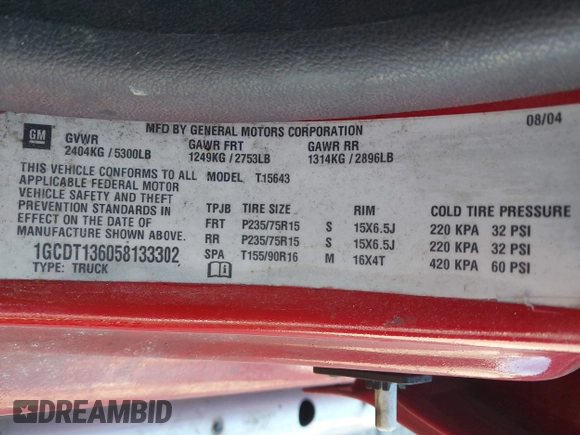 08/04
MFD BY GENERAL MOTORS CORPORATION
GM
GVWR GAWR FRT GAWR RR
2404KG / 5300LB 1249KG / 2753LB 1314KG / 2896LB
THIS VEHICLE CONFORMS TO ALL MODEL T15643
APPLICABLE FEDERAL MOTOR
VEHICLE SAFETY AND THEFT
PREVENTION STANDARDS IN
EFFECT ON THE DATE OF
MANUFACTURE SHOWN ABOVE.
1GCDT136058133302
TYPE: TRUCK
TPJB TIRE SIZE RIM COLD TIRE PRESSURE
FRT P235/75R15 S 15X6.5J 220 KPA 32 PSI
RR P235/75R15 S 15X6.5J 220 KPA 32 PSI
SPA T155/90R16 M 16X4T 420 KPA 60 PSI
DREAMBID